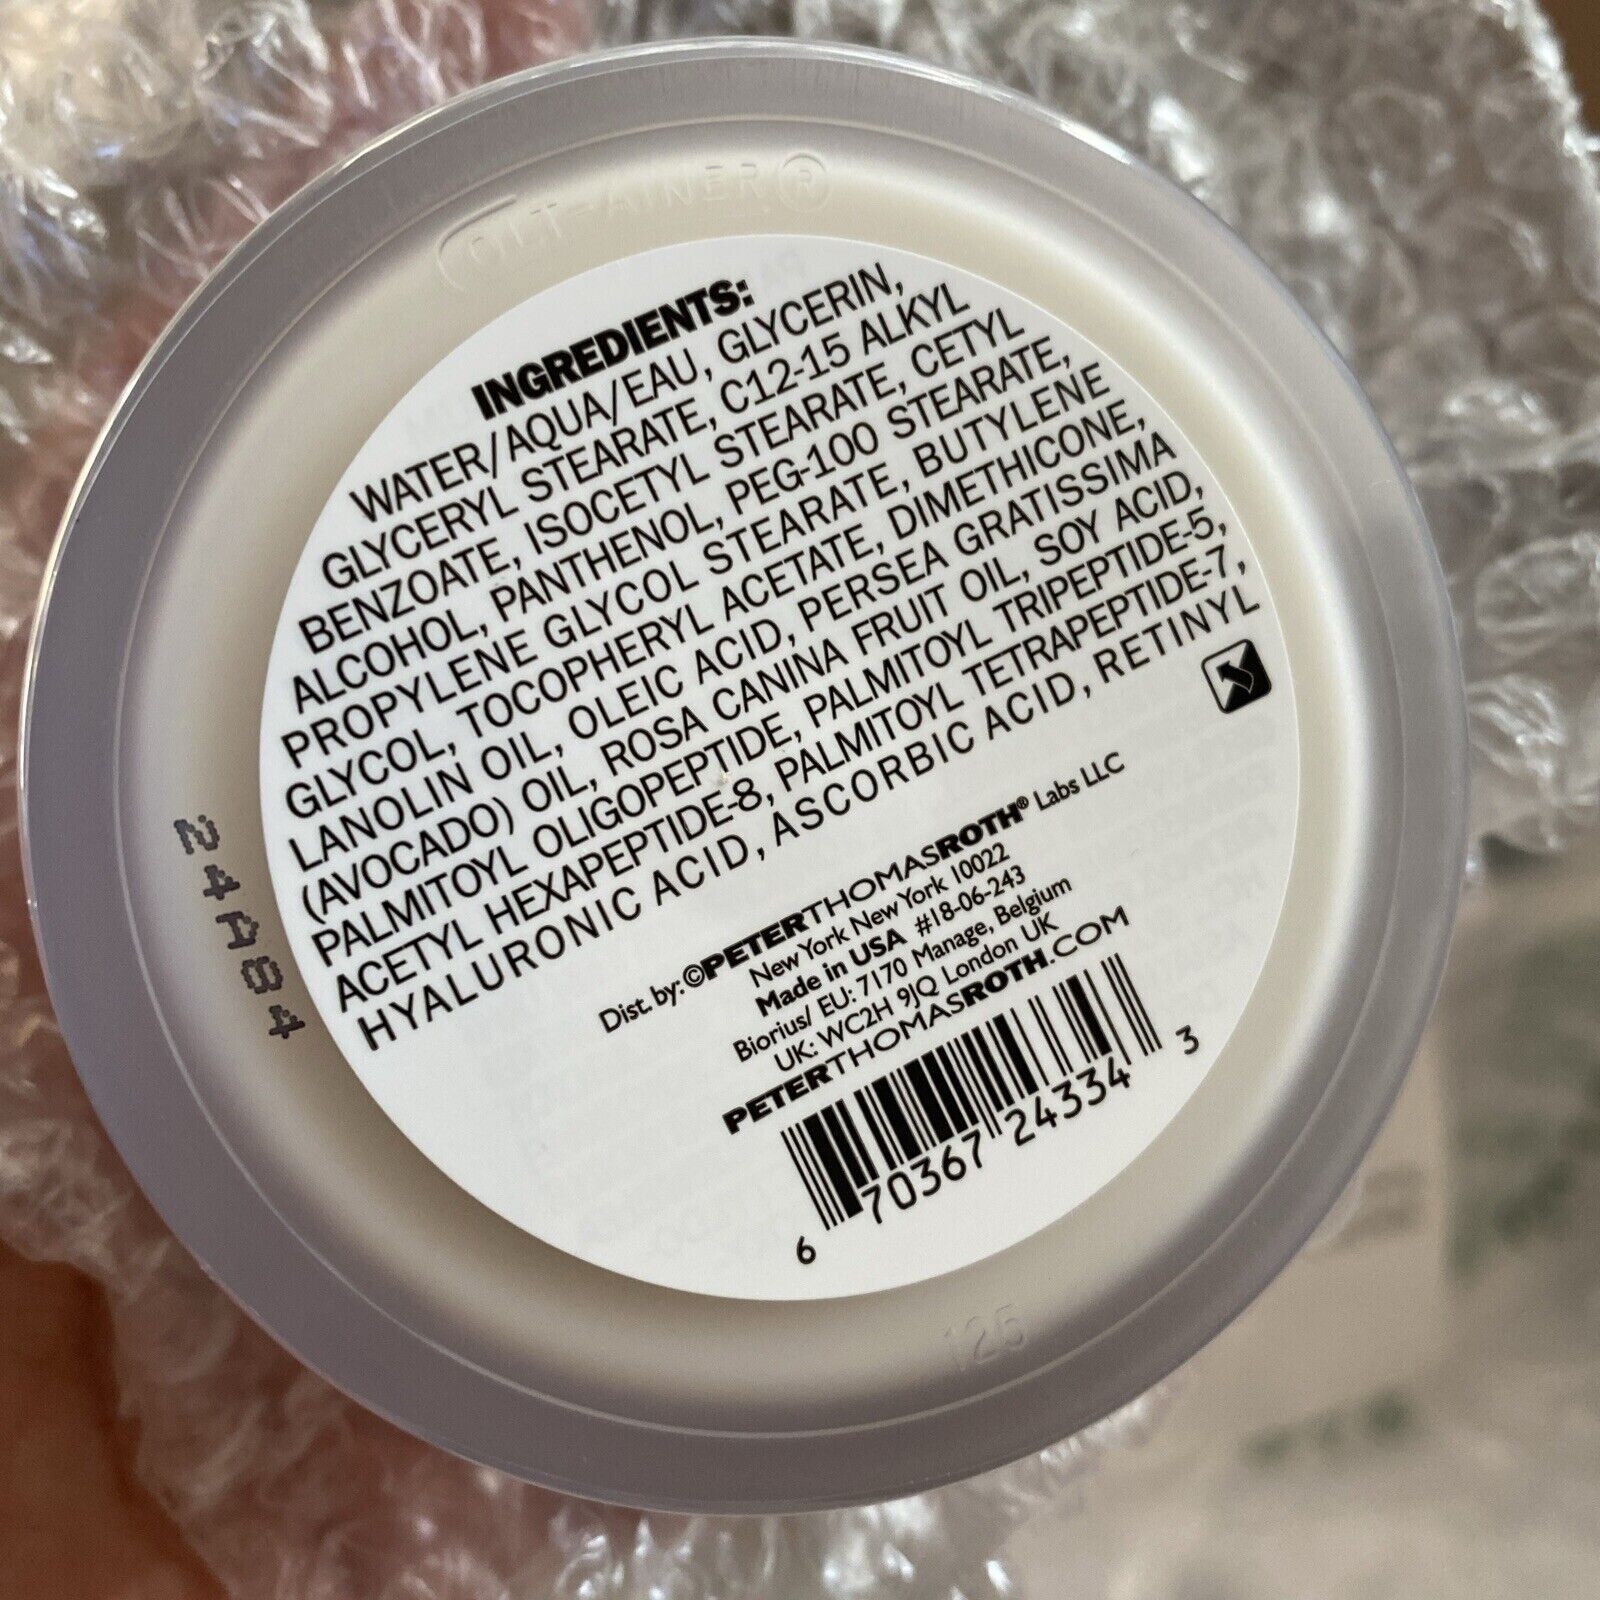 COLT-AINER®
INGREDIENTS:
WATER/AQUA/EAU, GLYCERIN,
GLYCERYL STEARATE, C12-15 ALKYL
BENZOATE, ISOCETYL STEARATE, CETYL
ALCOHOL, PANTHENOL, PEG-100 STEARATE,
PROPYLENE GLYCOL STEARATE, BUTYLENE
GLYCOL, TOCOPHERYL ACETATE, DIMETHICONE,
LANOLIN OIL, OLEIC ACID, PERSEA GRATISSIMA
(AVOCADO) OIL, ROSA CANINA FRUIT OIL, SOY ACID,
PALMITOYL OLIGOPEPTIDE, PALMITOYL TRIPEPTIDE-5,
ACETYL HEXAPEPTIDE-8, PALMITOYL TETRAPEPTIDE-7,
HYALURONIC ACID, ASCORBIC ACID, RETINYL
Dist. by:©PETERTHOMASROTH® Labs LLC
New York New York 10022
Made in USA #18-06-243
Biorius/ EU: 7170 Manage, Belgium
UK: WC2H 9JQ London UK
PETERTHOMASROTH.COM
6 70367 24334 3
24A84
125